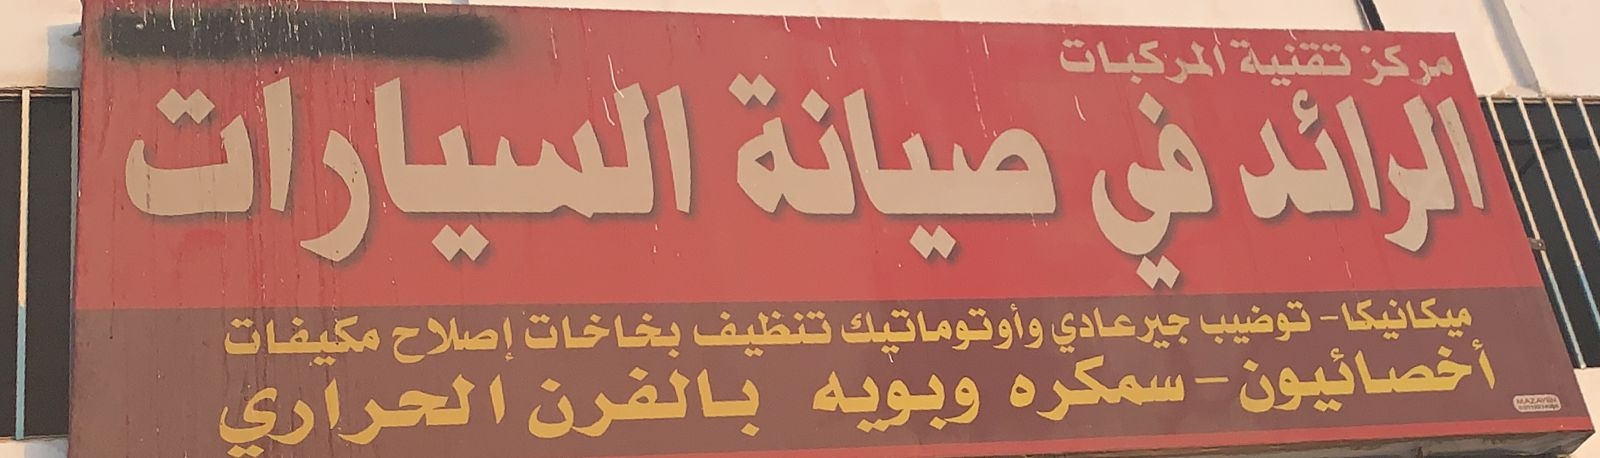 مركز تقنية المركبات
الرائد في صيانة السيارات
ميكانيكا - توضيب جير عادي وأوتوماتيك تنظيف بخاخات إصلاح مكيفات
أخصائيون - سمكره وبويه بالفرن الحراري
MAZAYEN